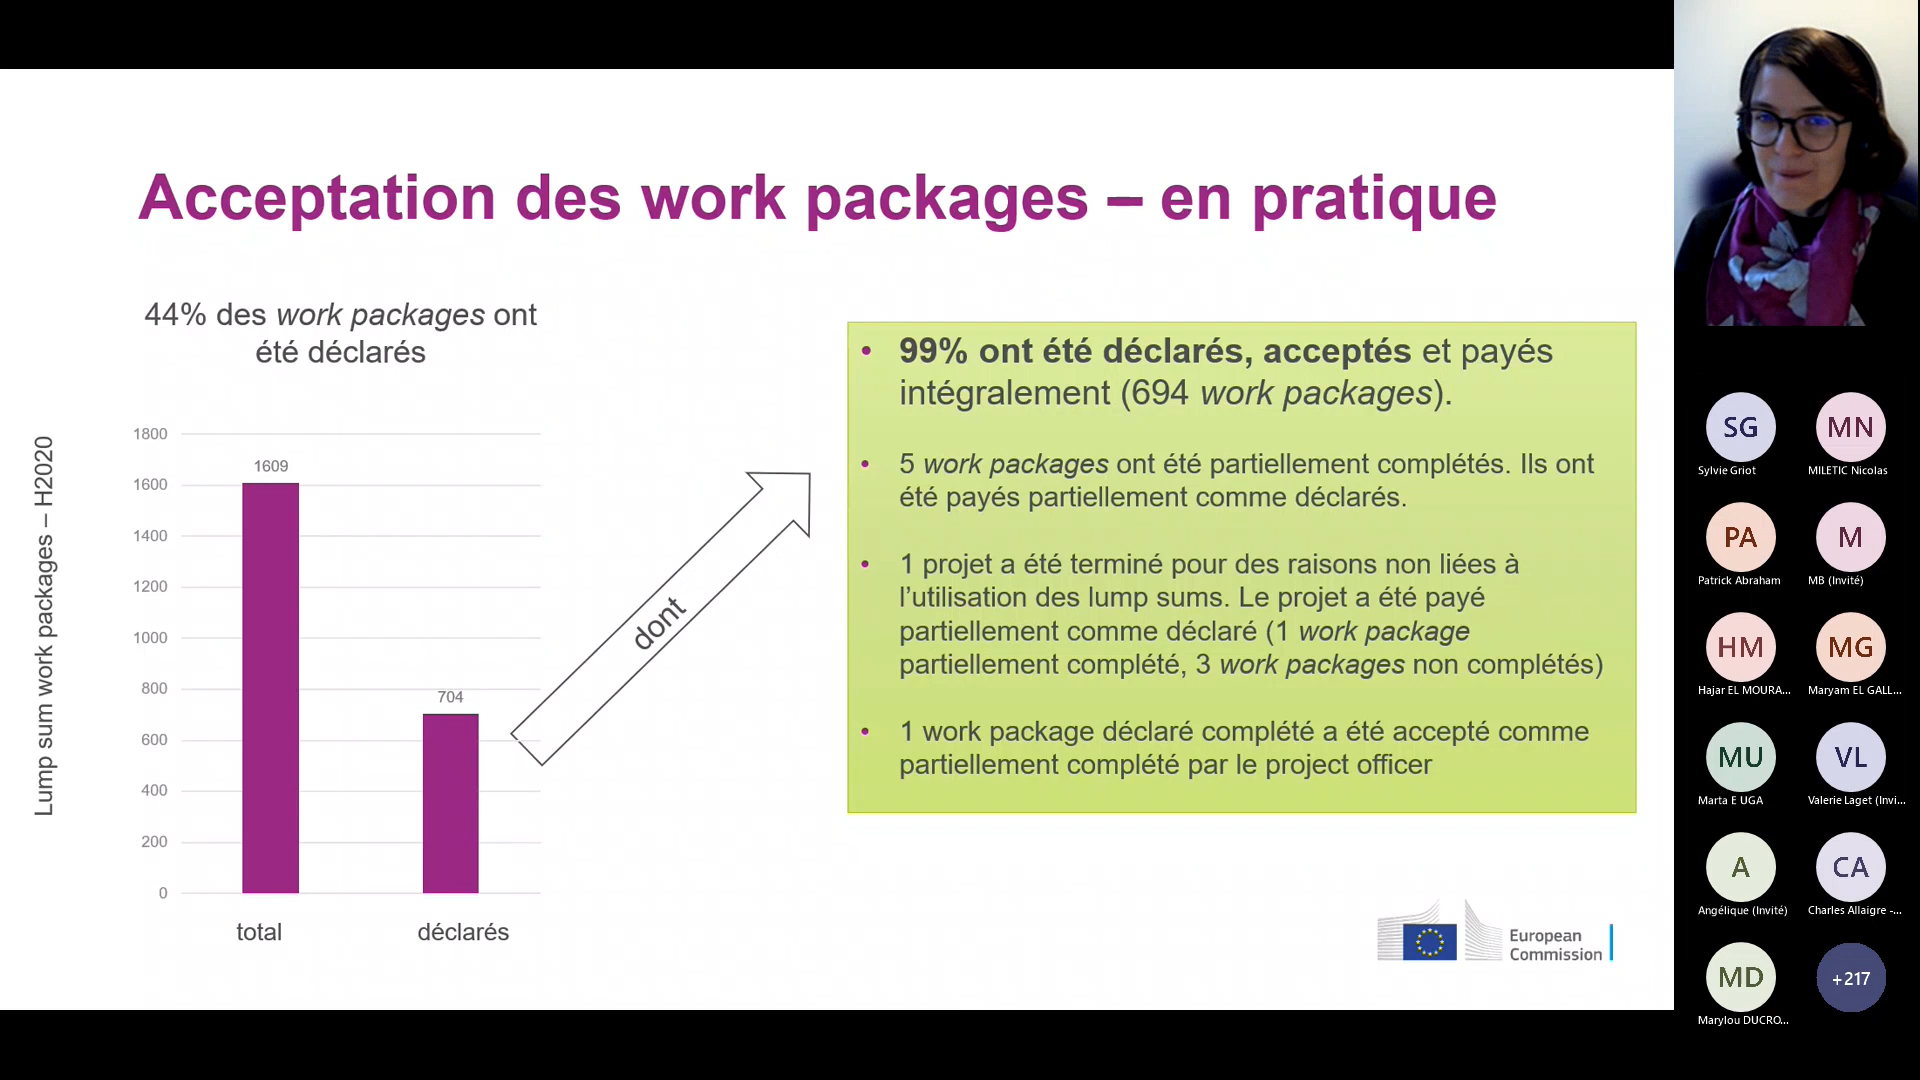 Acceptation des work packages – en pratique
44% des work packages ont
été déclarés
Lump sum work packages – H2020
1800
1600
1400
1200
1000
800
600
400
200
0
1609
704
total
déclarés
dont
• 99% ont été déclarés, acceptés et payés
intégralement (694 work packages).
• 5 work packages ont été partiellement complétés. Ils ont
été payés partiellement comme déclarés.
• 1 projet a été terminé pour des raisons non liées à
l'utilisation des lump sums. Le projet a été payé
partiellement comme déclaré (1 work package
partiellement complété, 3 work packages non complétés)
• 1 work package déclaré complété a été accepté comme
partiellement complété par le project officer
European
Commission
SG
Sylvie Griot
MN
MILETIC Nicolas
PA
Patrick Abraham
M
MB (Invité)
HM
Hajar EL MOURA...
MG
Maryam EL GALL...
MU
Marta E UGA
VL
Valerie Laget (Invi...
A
Angélique (Invité)
CA
Charles Allaigre -...
MD
Marylou DUCRO...
+217